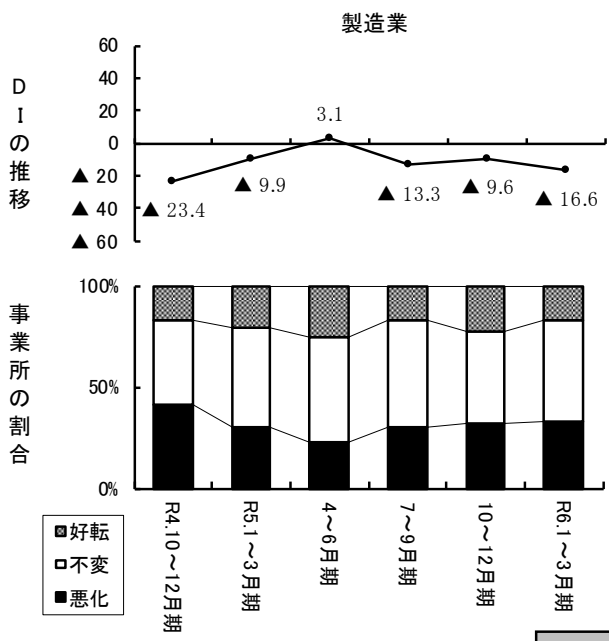 製造業
DIの推移
60
40
20
0
▲ 20
▲ 40
▲ 60
▲ 23.4
▲ 9.9
3.1
▲ 13.3
▲ 9.6
▲ 16.6
事業所の割合
100%
50%
0%
R4.10～12月期
R5.1～3月期
4～6月期
7～9月期
10～12月期
R6.1～3月期
好転
不変
悪化